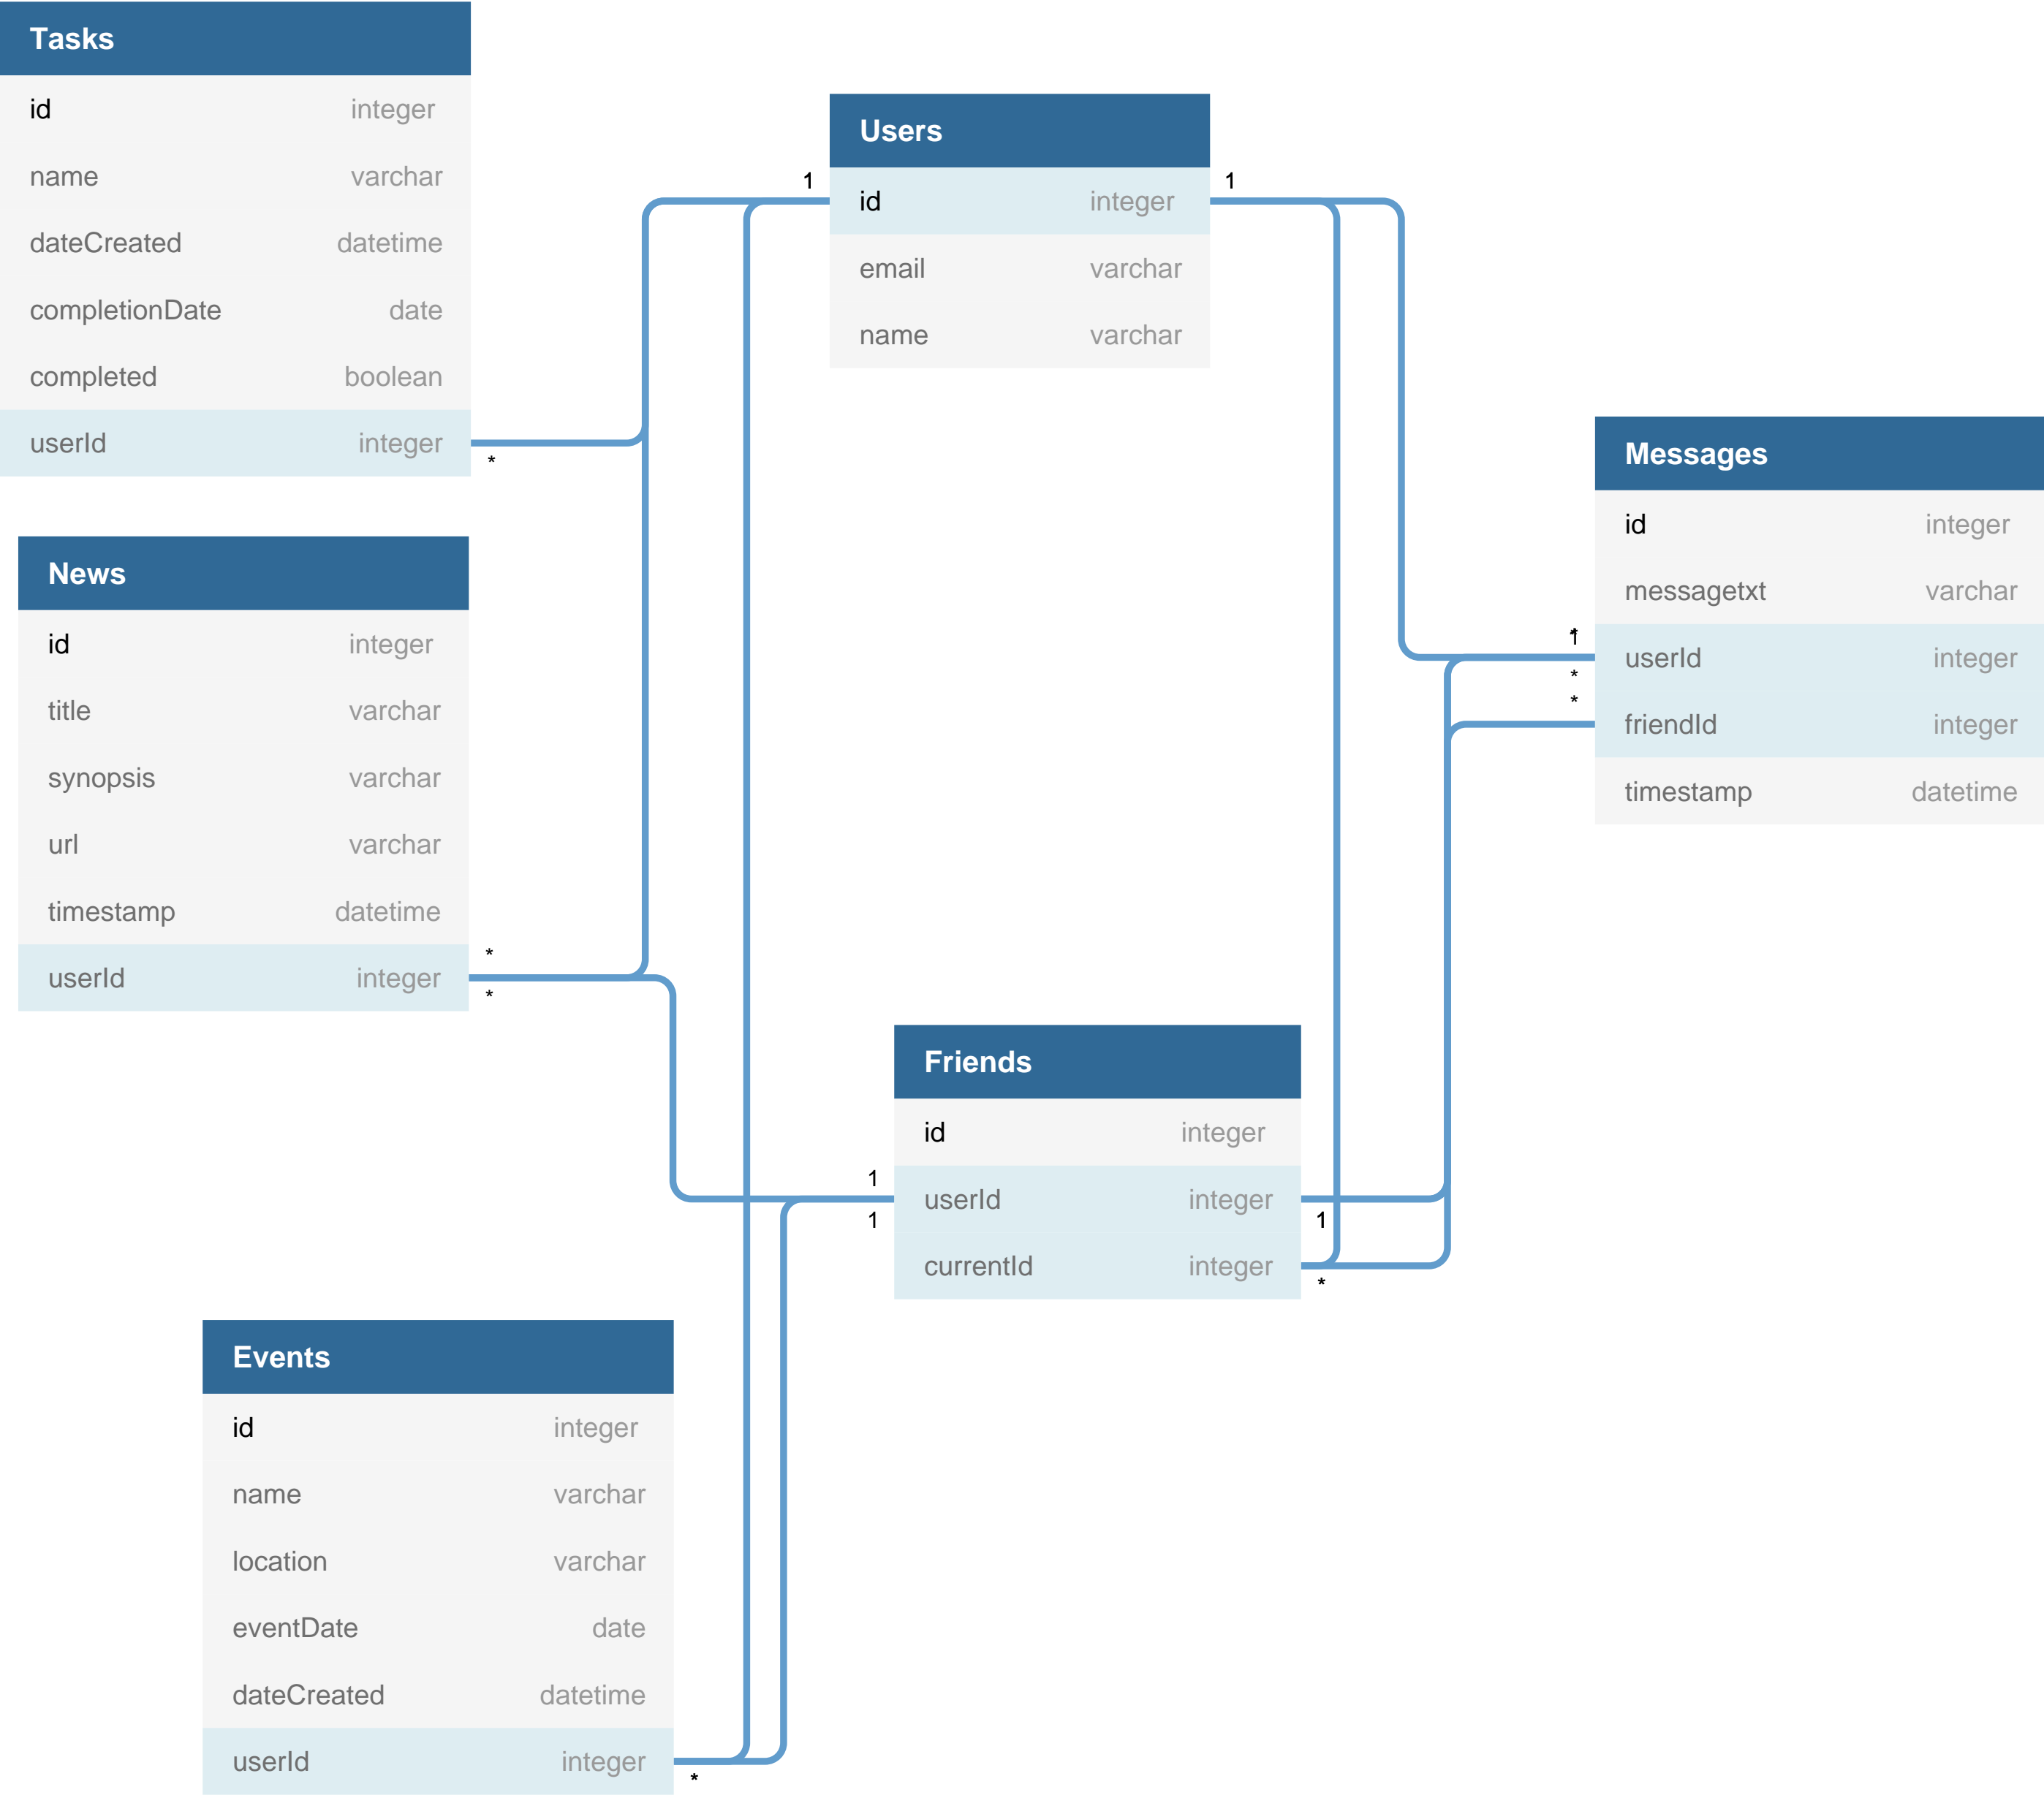 Tasks
id integer
name varchar
dateCreated datetime
completionDate date
completed boolean
userId integer
*
Users
1 1
id integer
email varchar
name varchar
Messages
id integer
messagetxt varchar
* 1
userId integer
*
*
friendId integer
timestamp datetime
News
id integer
title varchar
synopsis varchar
url varchar
timestamp datetime
*
userId integer
*
Friends
id integer
1
userId integer
1 1
currentId integer
*
Events
id integer
name varchar
location varchar
eventDate date
dateCreated datetime
userId integer
*